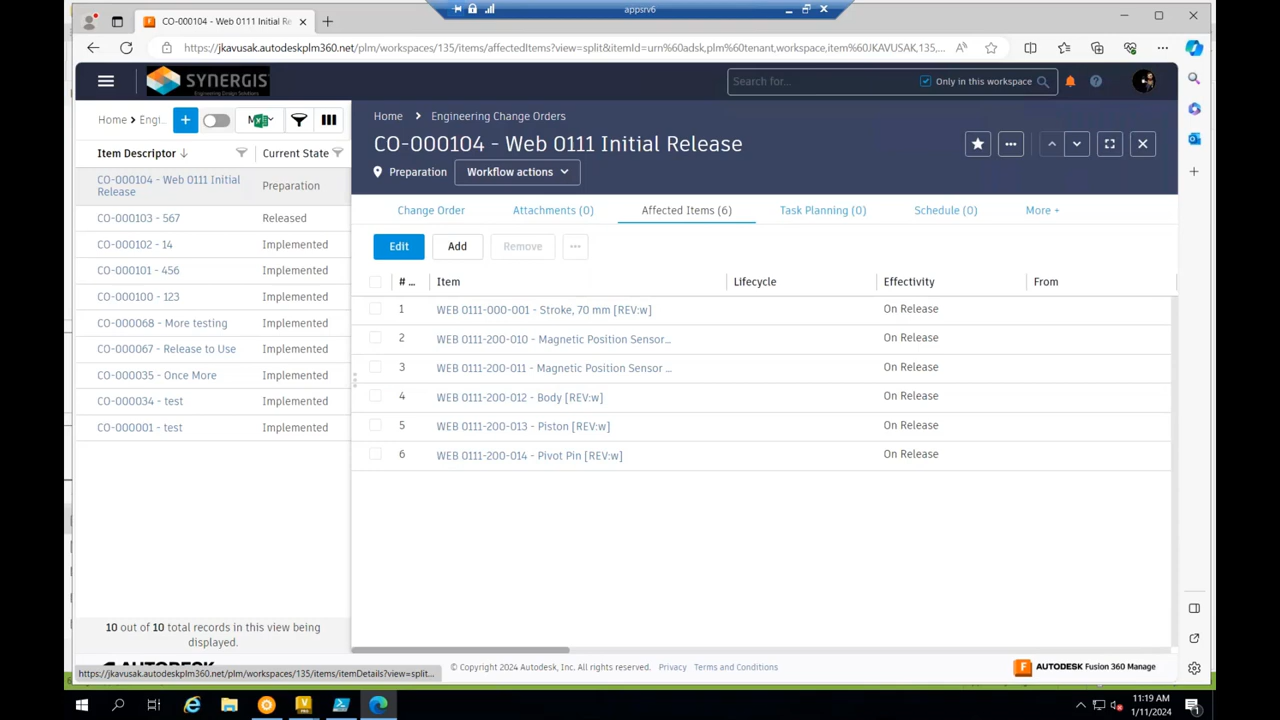 appsrv6
CO-000104 - Web 0111 Initial Re
https://jkavusak.autodeskplm360.net/plm/workspaces/135/items/affectedItems?view=split&itemId=urn%60adsk,plm%60tenant,workspace,item%60JKAVUSAK,135,...
SYNERGIS
Engineering Design Solutions
Search for...
Only in this workspace
Home > Engi...
Home > Engineering Change Orders
CO-000104 - Web 0111 Initial Release
Preparation
Workflow actions
Item Descriptor
Current State
CO-000104 - Web 0111 Initial Release
Preparation
CO-000103 - 567
Released
CO-000102 - 14
Implemented
CO-000101 - 456
Implemented
CO-000100 - 123
Implemented
CO-000068 - More testing
Implemented
CO-000067 - Release to Use
Implemented
CO-000035 - Once More
Implemented
CO-000034 - test
Implemented
CO-000001 - test
Implemented
10 out of 10 total records in this view being
displayed.
Change Order
Attachments (0)
Affected Items (6)
Task Planning (0)
Schedule (0)
More +
Edit
Add
Remove
# ...
Item
Lifecycle
Effectivity
From
1 WEB 0111-000-001 - Stroke, 70 mm [REV:w] On Release
2 WEB 0111-200-010 - Magnetic Position Sensor... On Release
3 WEB 0111-200-011 - Magnetic Position Sensor ... On Release
4 WEB 0111-200-012 - Body [REV:w] On Release
5 WEB 0111-200-013 - Piston [REV:w] On Release
6 WEB 0111-200-014 - Pivot Pin [REV:w] On Release
AUTODESK
https://jkavusak.autodeskplm360.net/plm/workspaces/135/items/itemDetails?view=split...
© Copyright 2024 Autodesk, Inc. All rights reserved. Privacy Terms and Conditions
AUTODESK Fusion 360 Manage
11:19 AM
1/11/2024